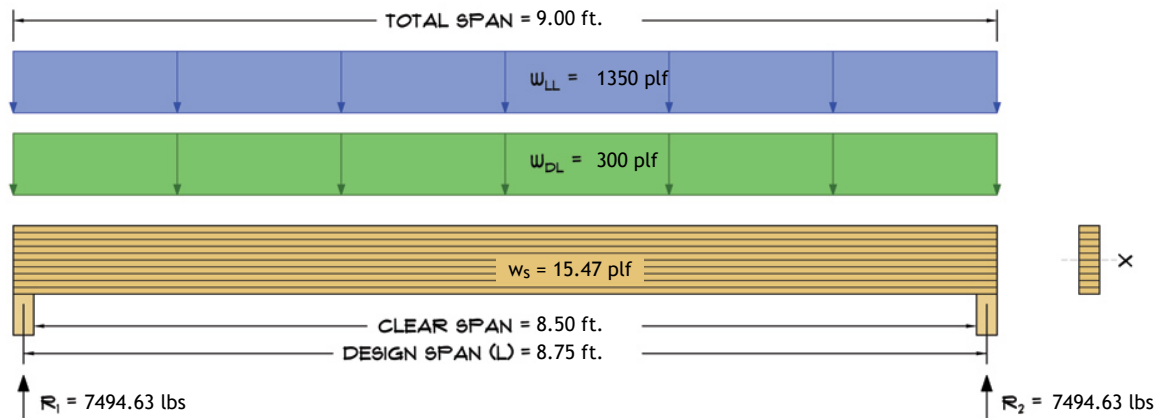 TOTAL SPAN = 9.00 ft.
WLL = 1350 plf
WDL = 300 plf
ws = 15.47 plf
X
CLEAR SPAN = 8.50 ft.
DESIGN SPAN (L) = 8.75 ft.
R1 = 7494.63 lbs
R2 = 7494.63 lbs